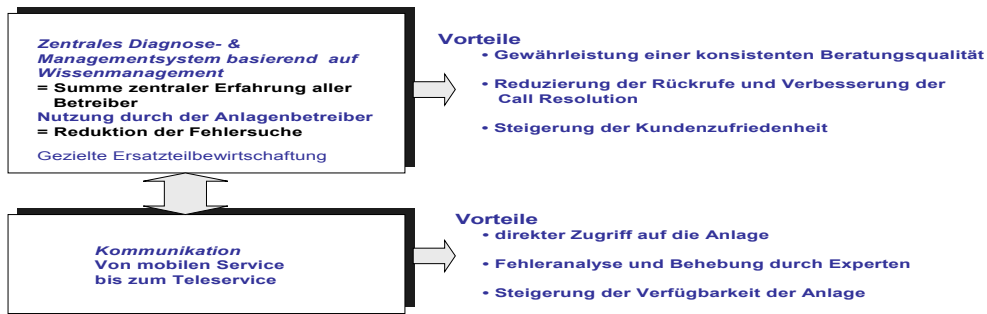 Zentrales Diagnose- &
Managementsystem basierend auf
Wissenmanagement
= Summe zentraler Erfahrung aller
Betreiber
Nutzung durch der Anlagenbetreiber
= Reduktion der Fehlersuche
Gezielte Ersatzteilbewirtschaftung
Vorteile
• Gewährleistung einer konsistenten Beratungsqualität
• Reduzierung der Rückrufe und Verbesserung der
Call Resolution
• Steigerung der Kundenzufriedenheit
Kommunikation
Von mobilen Service
bis zum Teleservice
Vorteile
• direkter Zugriff auf die Anlage
• Fehleranalyse und Behebung durch Experten
• Steigerung der Verfügbarkeit der Anlage